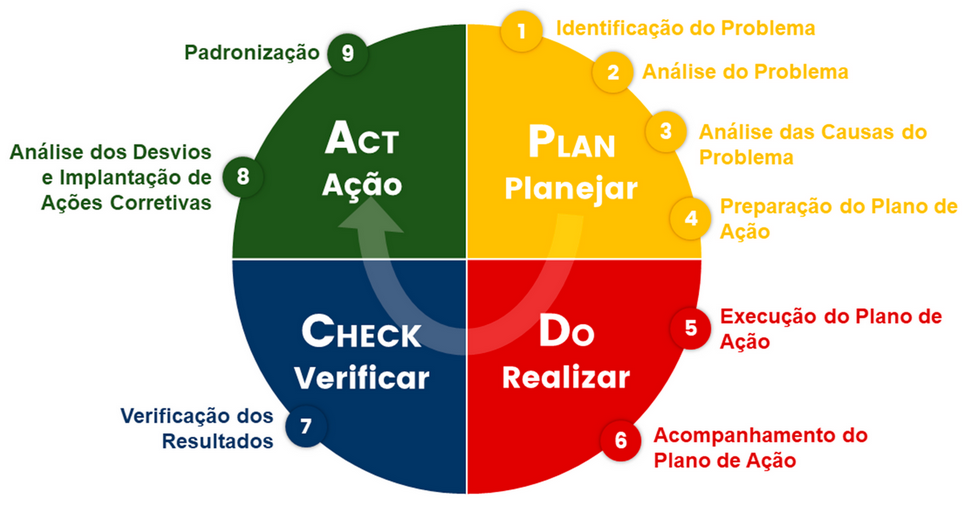 1
Identificação do Problema
2
Análise do Problema
3
Análise das Causas do
Problema
4
Preparação do Plano de
Ação
PLAN
Planejar
5
Execução do Plano de
Ação
6
Acompanhamento do
Plano de Ação
DO
Realizar
7
Verificação dos
Resultados
CHECK
Verificar
8
Análise dos Desvios
e Implantação de
Ações Corretivas
9
Padronização
ACT
Ação